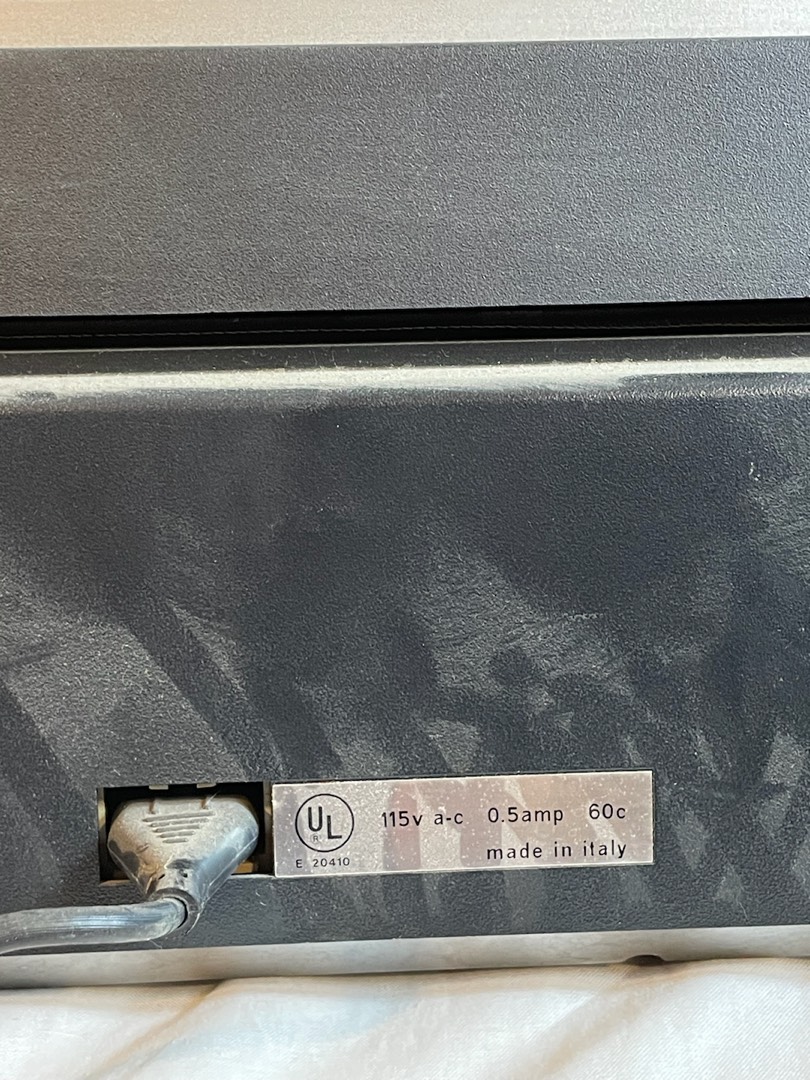 UL
(R)
E 20410
115v a-c 0.5amp 60c
made in italy